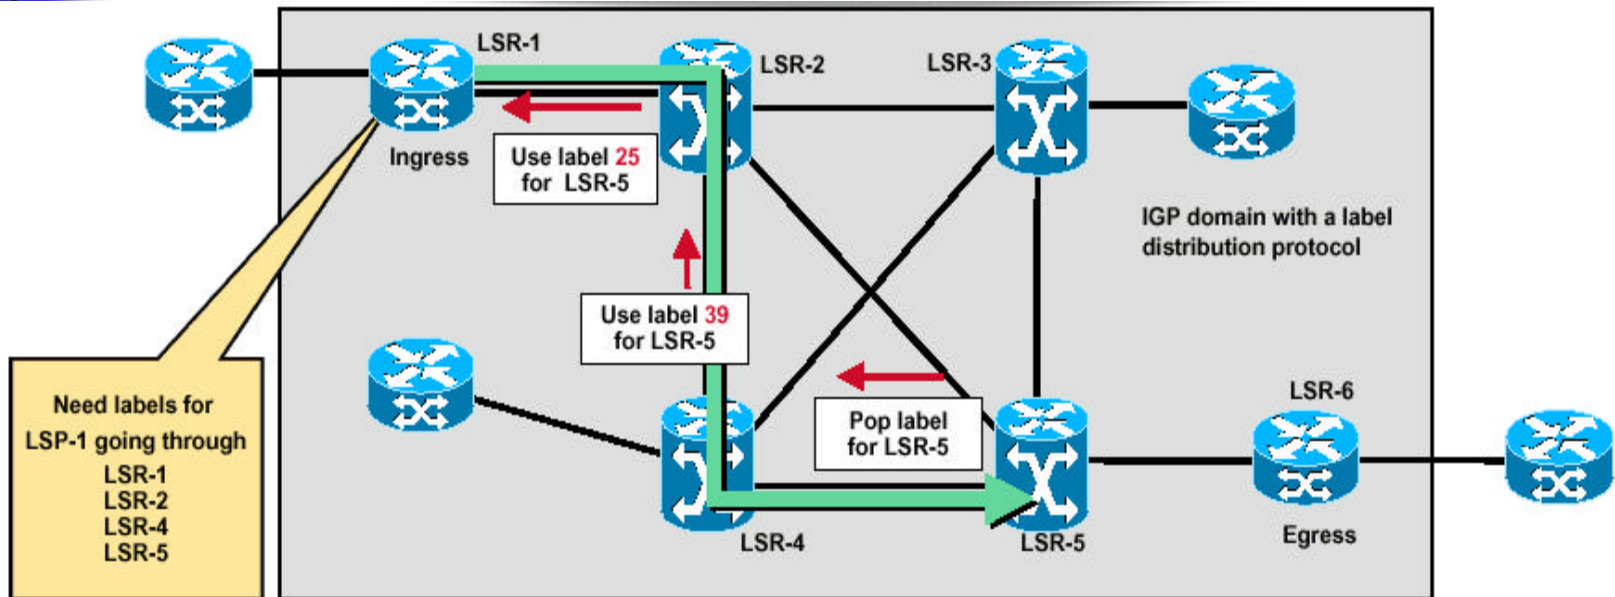 LSR-1
LSR-2
LSR-3
Ingress
Use label 25
for LSR-5
IGP domain with a label
distribution protocol
Use label 39
for LSR-5
Need labels for
LSP-1 going through
LSR-1
LSR-2
LSR-4
LSR-5
Pop label
for LSR-5
LSR-6
LSR-4
LSR-5
Egress